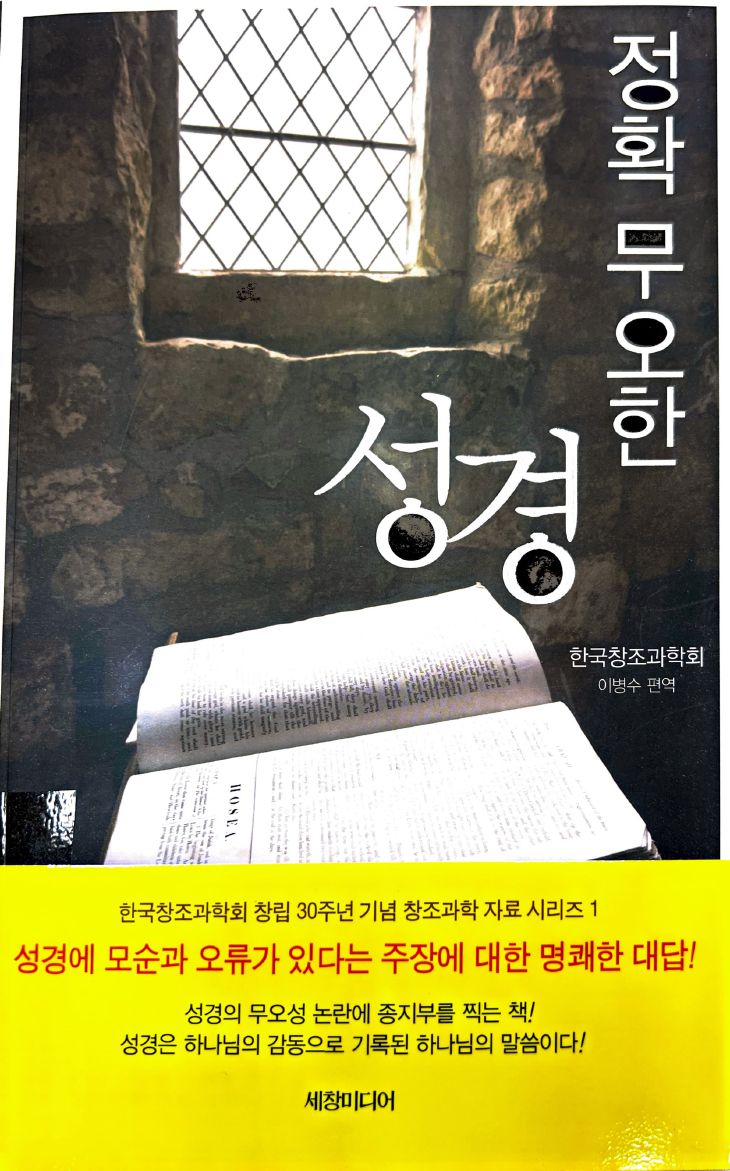 정확 무오한
성경
한국창조과학회
이병수 편역
HOSEA.
한국창조과학회 창립 30주년 기념 창조과학 자료 시리즈 1
성경에 모순과 오류가 있다는 주장에 대한 명쾌한 대답!
성경의 무오성 논란에 종지부를 찍는 책!
성경은 하나님의 감동으로 기록된 하나님의 말씀이다!
세창미디어